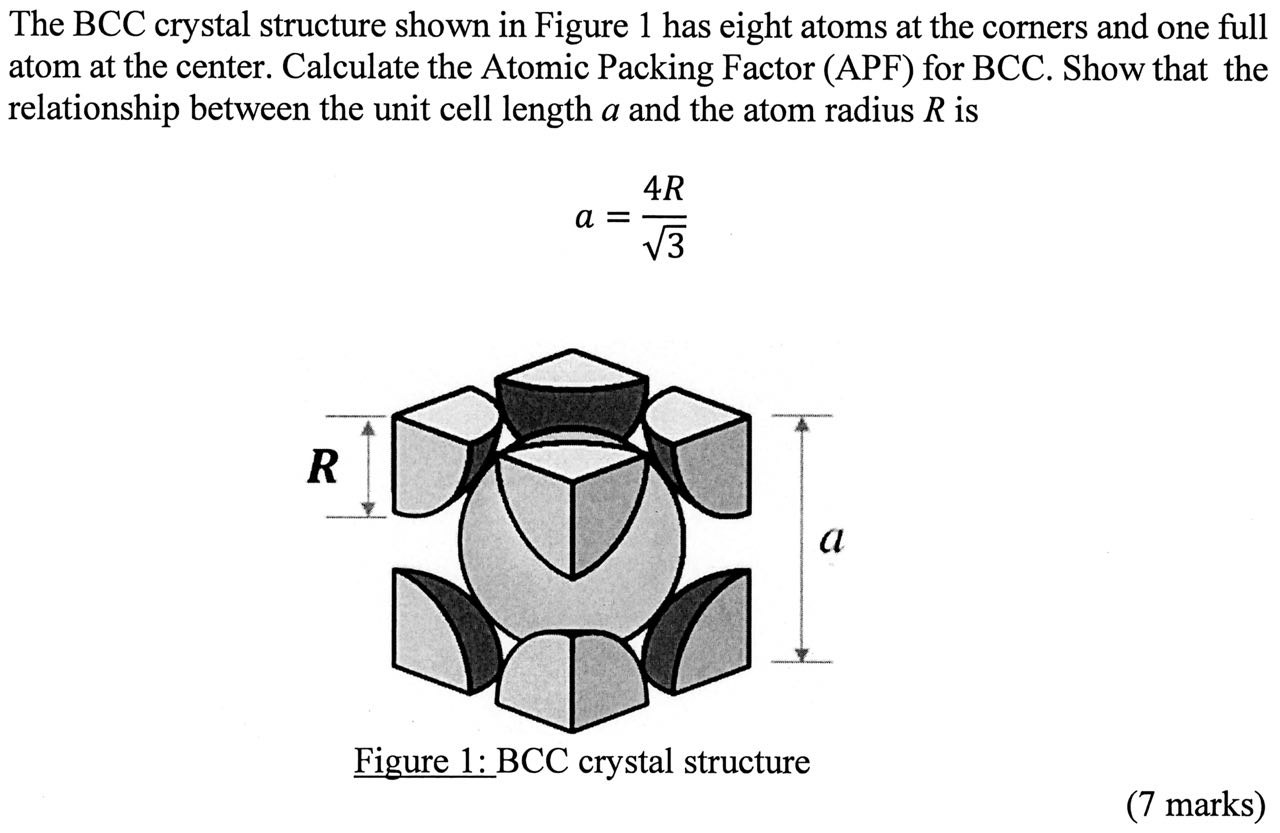 The BCC crystal structure shown in Figure 1 has eight atoms at the corners and one full
atom at the center. Calculate the Atomic Packing Factor (APF) for BCC. Show that the
relationship between the unit cell length a and the atom radius R is
a = 4R/√3
R
a
Figure 1: BCC crystal structure
(7 marks)